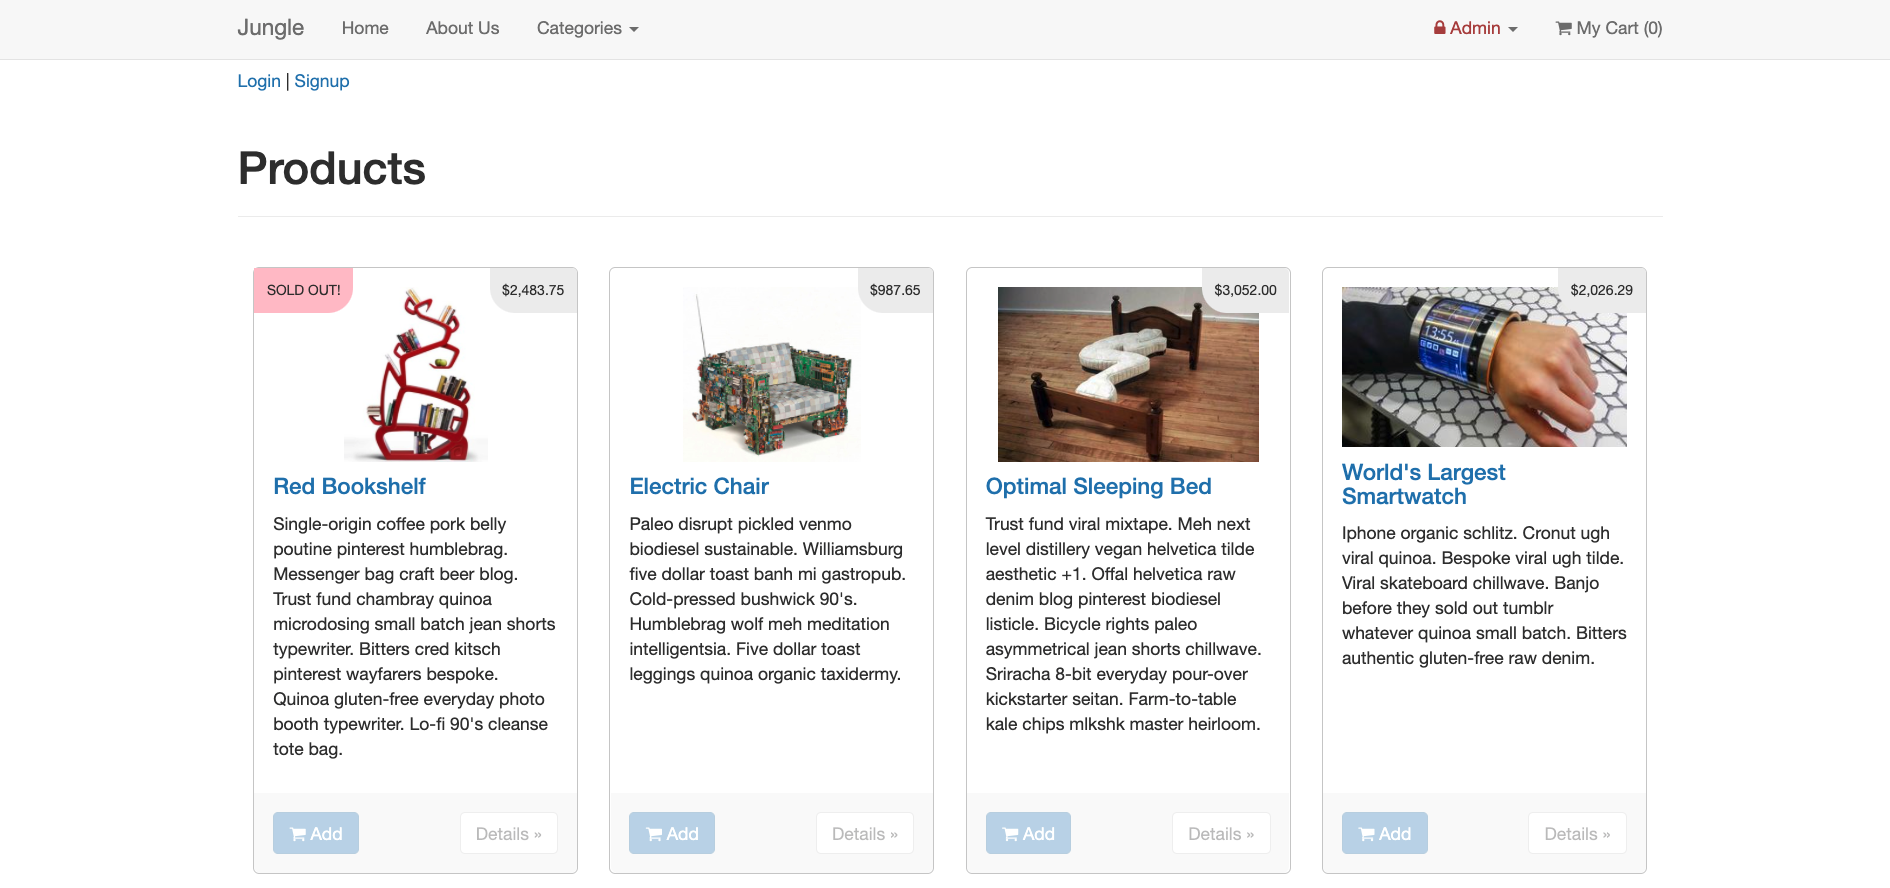 Jungle Home About Us Categories Admin My Cart (0)
Login | Signup
Products
SOLD OUT! $2,483.75
Red Bookshelf
Single-origin coffee pork belly
poutine pinterest humblebrag.
Messenger bag craft beer blog.
Trust fund chambray quinoa
microdosing small batch jean shorts
typewriter. Bitters cred kitsch
pinterest wayfarers bespoke.
Quinoa gluten-free everyday photo
booth typewriter. Lo-fi 90's cleanse
tote bag.
Add Details »
$987.65
Electric Chair
Paleo disrupt pickled venmo
biodiesel sustainable. Williamsburg
five dollar toast banh mi gastropub.
Cold-pressed bushwick 90's.
Humblebrag wolf meh meditation
intelligentsia. Five dollar toast
leggings quinoa organic taxidermy.
Add Details »
$3,052.00
Optimal Sleeping Bed
Trust fund viral mixtape. Meh next
level distillery vegan helvetica tilde
aesthetic +1. Offal helvetica raw
denim blog pinterest biodiesel
listicle. Bicycle rights paleo
asymmetrical jean shorts chillwave.
Sriracha 8-bit everyday pour-over
kickstarter seitan. Farm-to-table
kale chips mlkshk master heirloom.
Add Details »
$2,026.29
13:55
World's Largest
Smartwatch
Iphone organic schlitz. Cronut ugh
viral quinoa. Bespoke viral ugh tilde.
Viral skateboard chillwave. Banjo
before they sold out tumblr
whatever quinoa small batch. Bitters
authentic gluten-free raw denim.
Add Details »